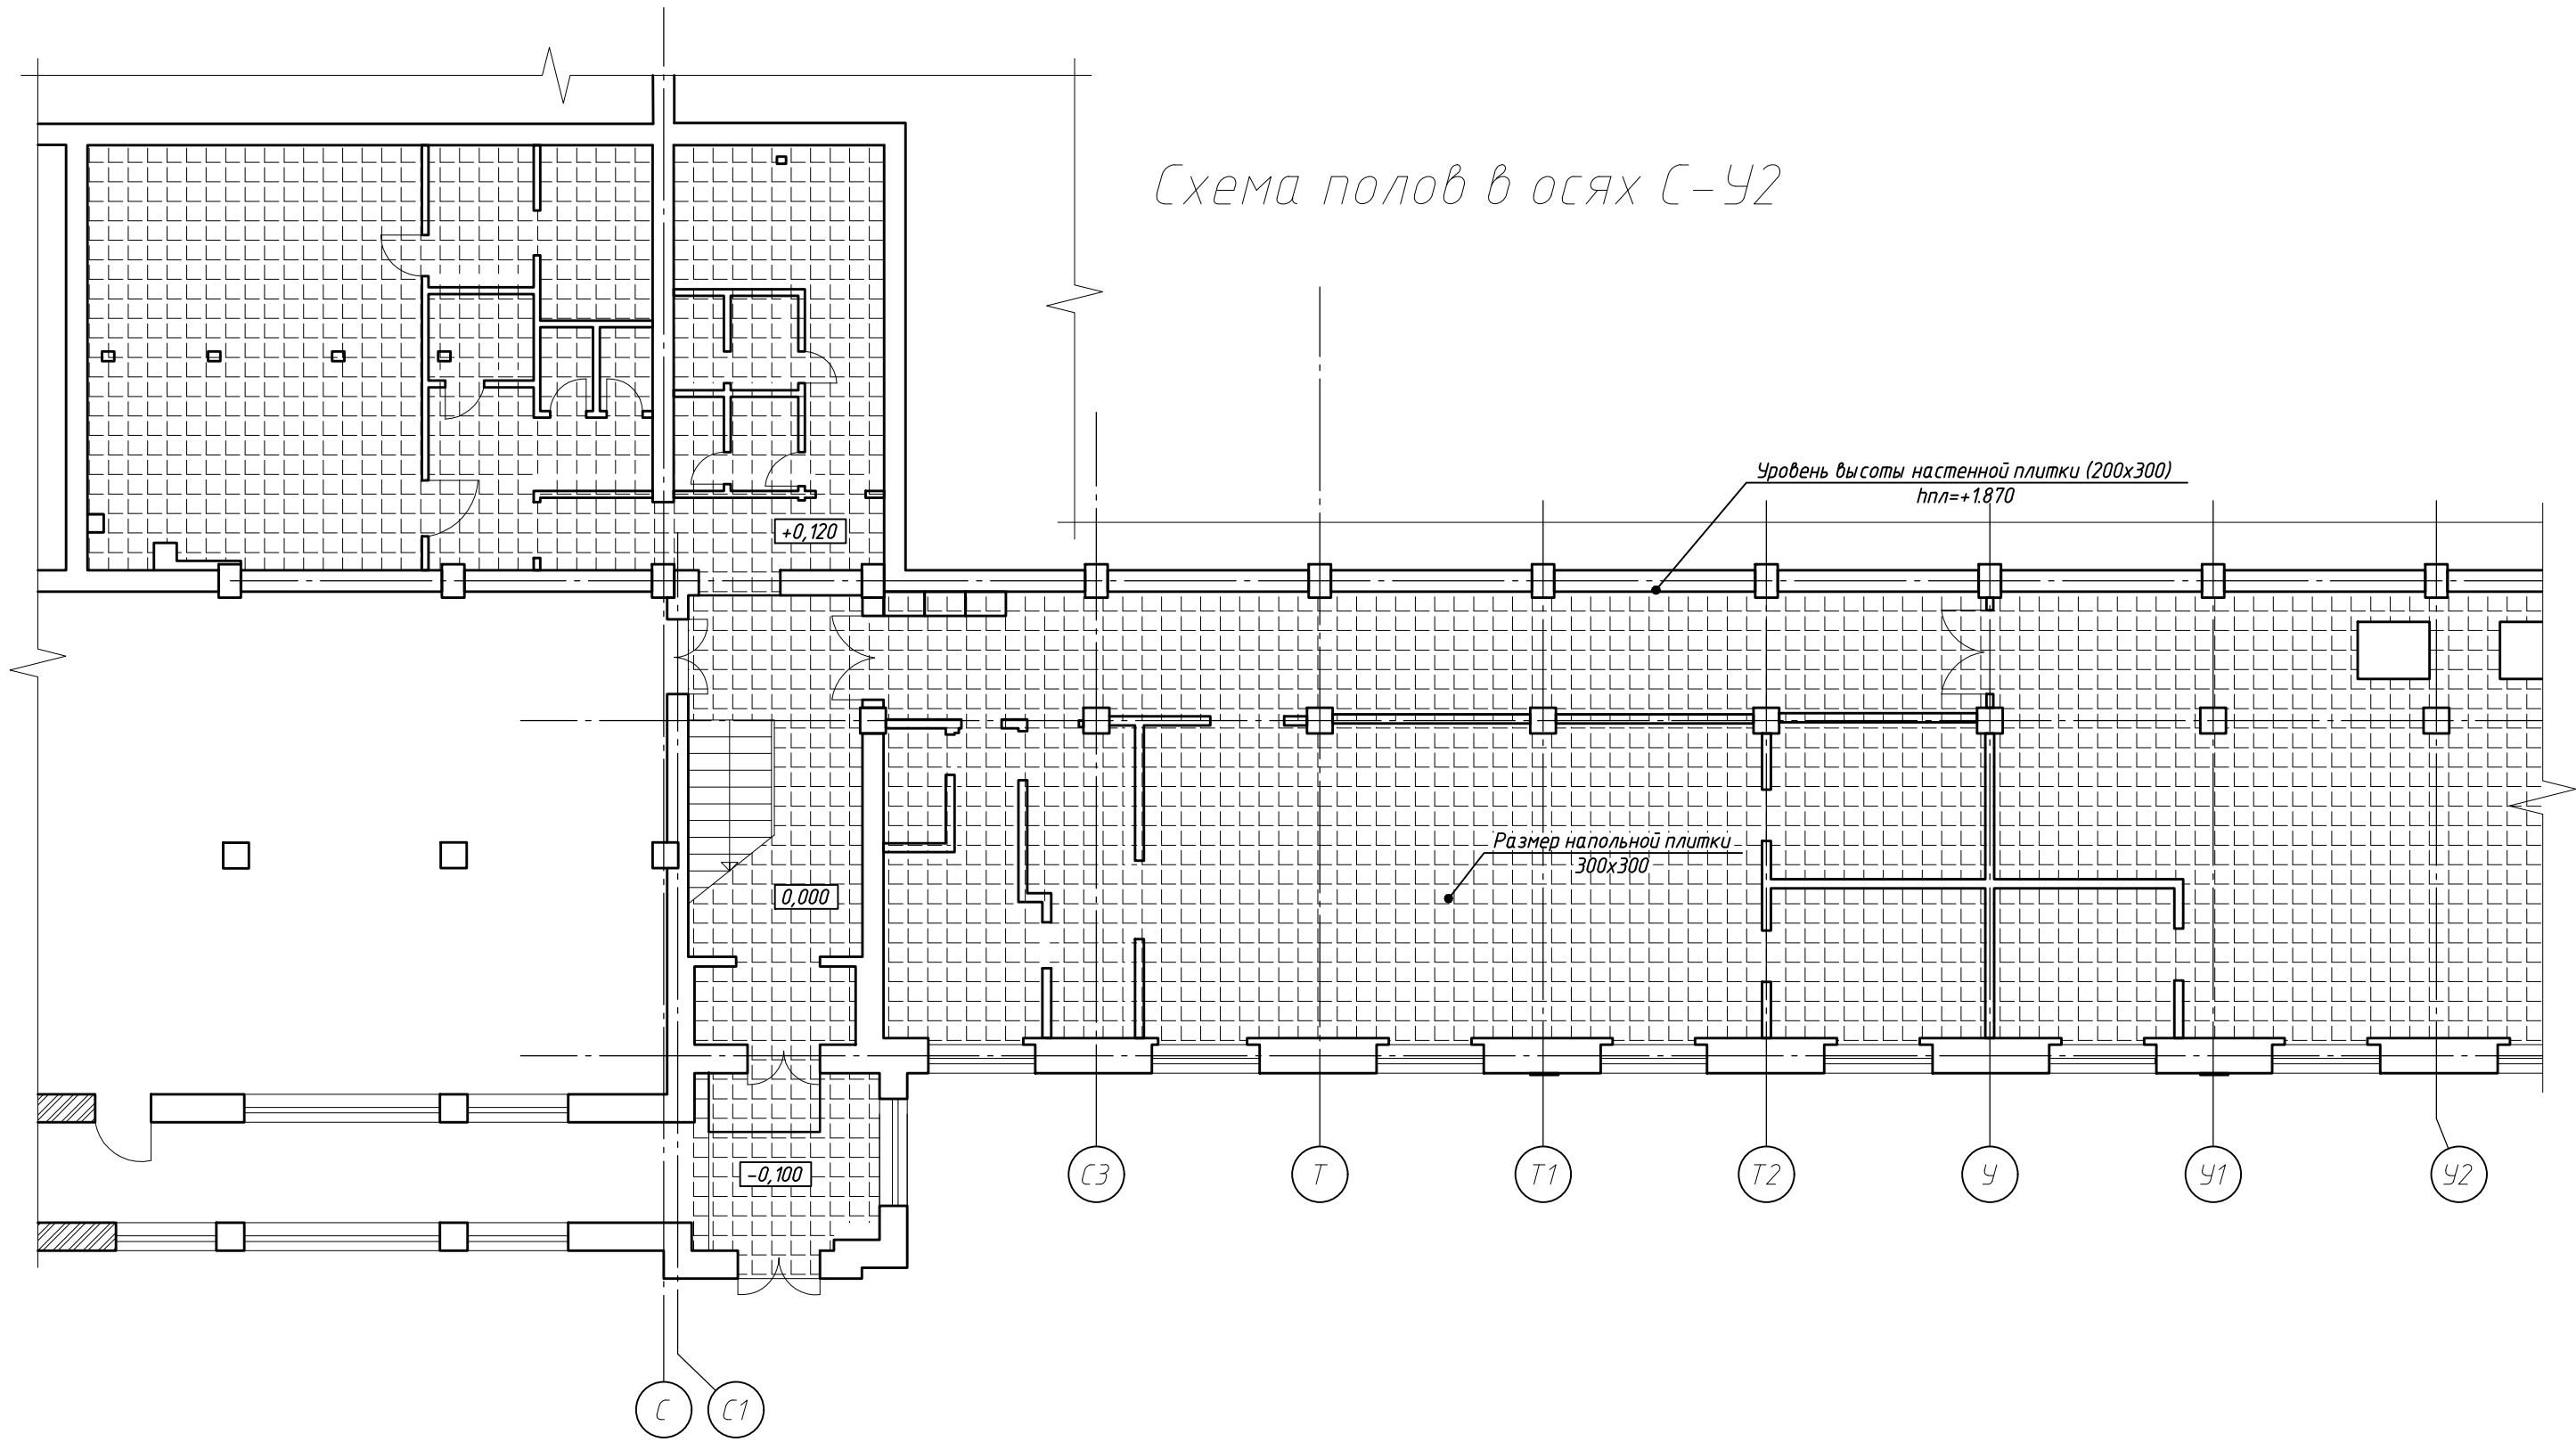 Схема полов в осях С-У2
Уровень высоты настенной плитки (200х300)
hпл=+1.870
+0,120
Размер напольной плитки
300х300
0,000
-0,100
С3
Т
Т1
Т2
У
У1
У2
С
С1